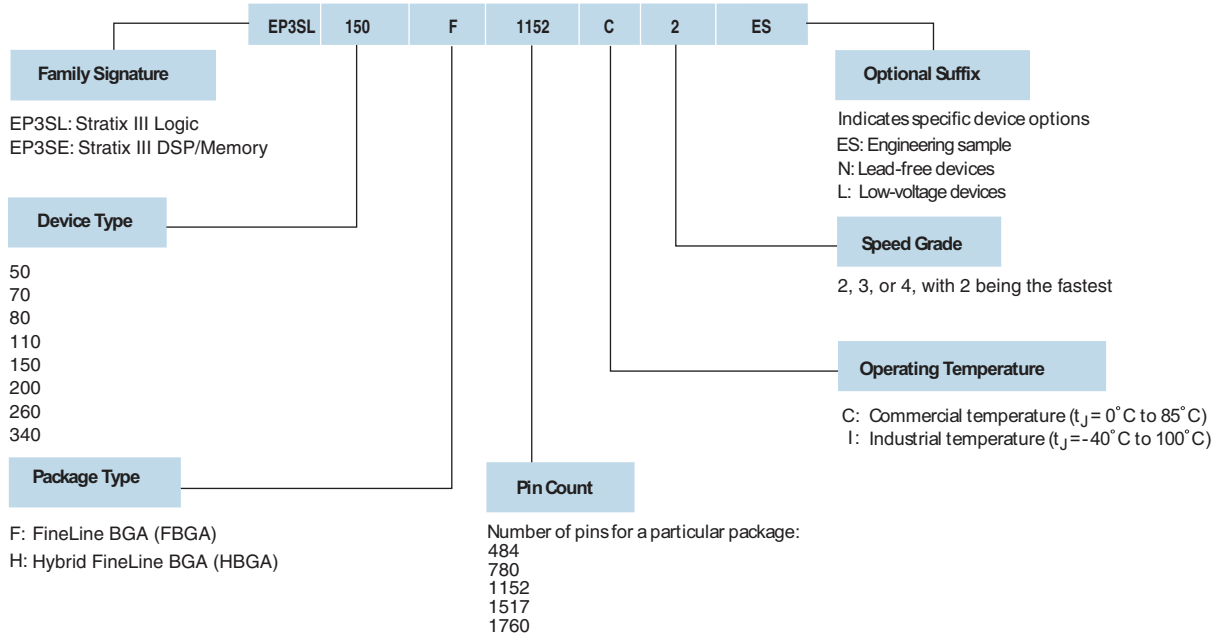 EP3SL 150 F 1152 C 2 ES
Family Signature
EP3SL: Stratix III Logic
EP3SE: Stratix III DSP/Memory
Device Type
50
70
80
110
150
200
260
340
Package Type
F: FineLine BGA (FBGA)
H: Hybrid FineLine BGA (HBGA)
Pin Count
Number of pins for a particular package:
484
780
1152
1517
1760
Optional Suffix
Indicates specific device options
ES: Engineering sample
N: Lead-free devices
L: Low-voltage devices
Speed Grade
2, 3, or 4, with 2 being the fastest
Operating Temperature
C: Commercial temperature (tJ = 0˚C to 85˚C)
I: Industrial temperature (tJ = -40˚C to 100˚C)